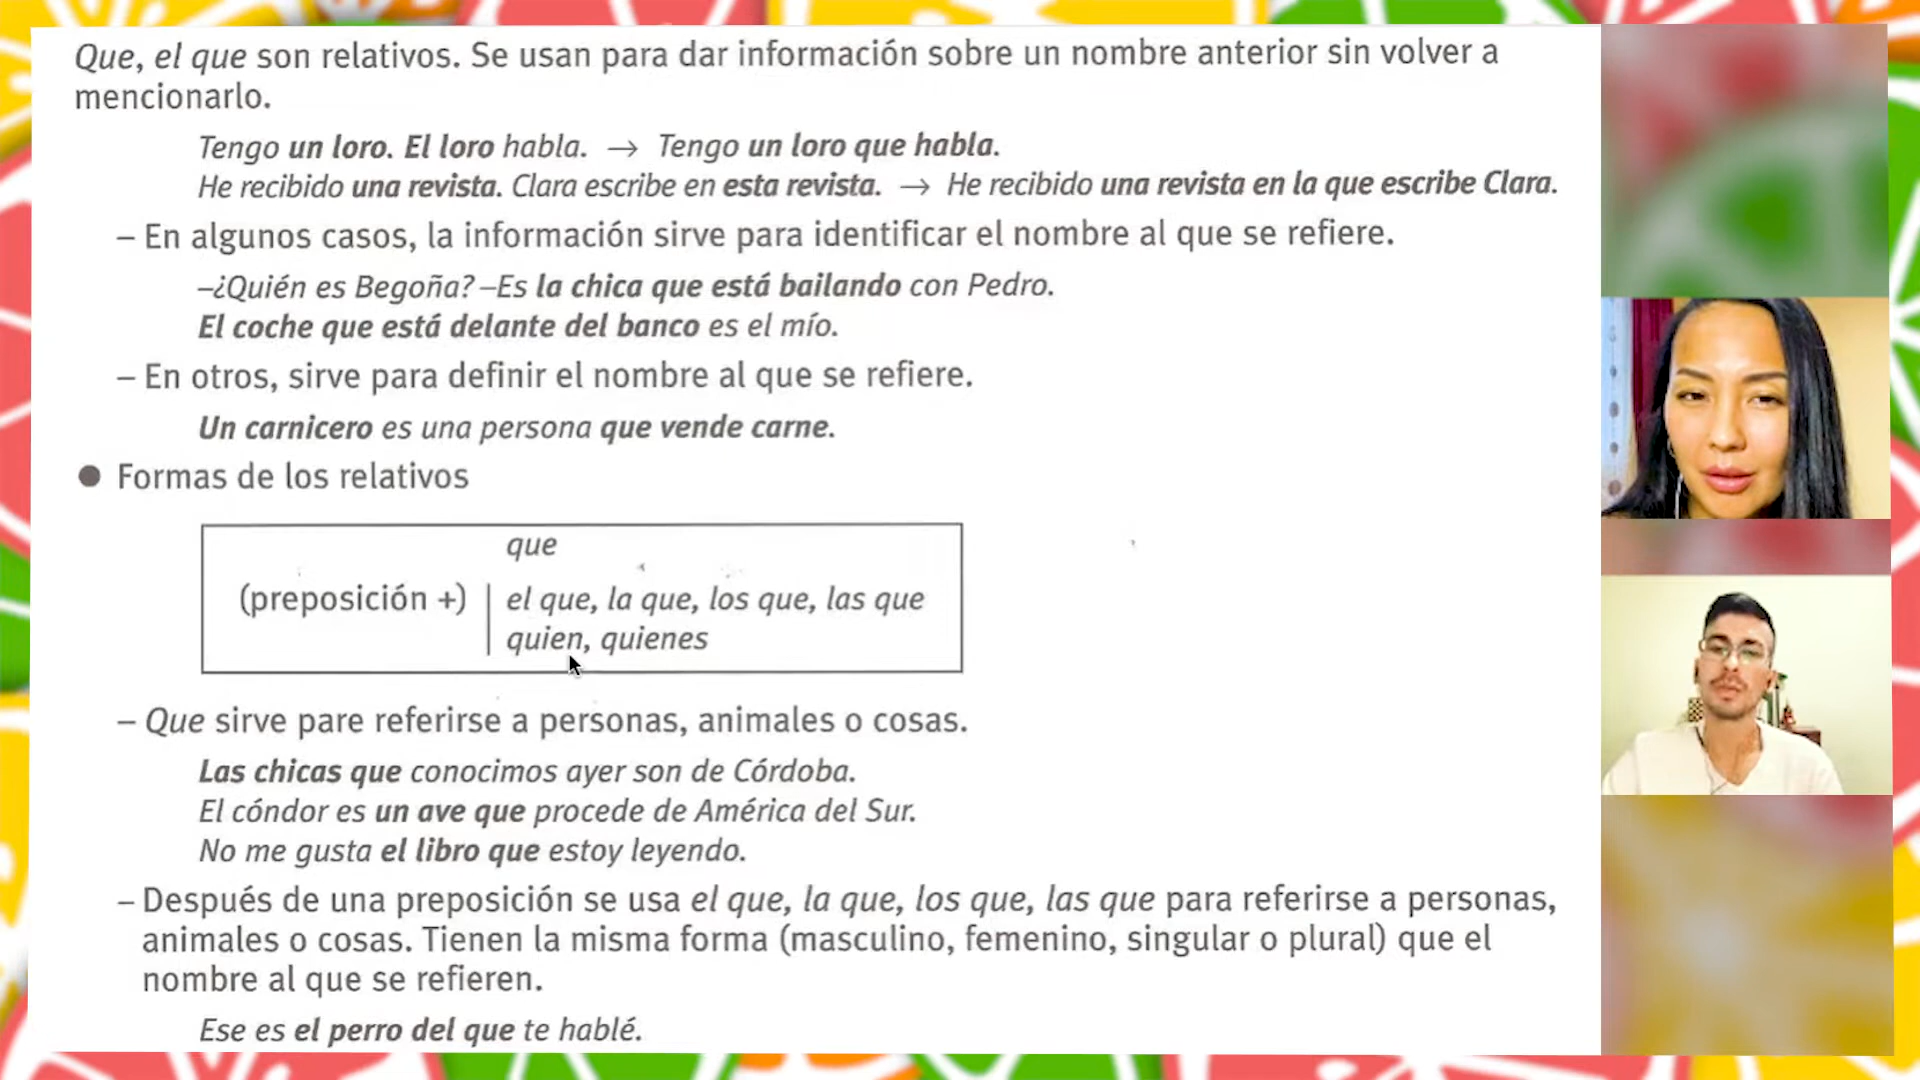 Que, el que son relativos. Se usan para dar información sobre un nombre anterior sin volver a
mencionarlo.
Tengo un loro. El loro habla. → Tengo un loro que habla.
He recibido una revista. Clara escribe en esta revista. → He recibido una revista en la que escribe Clara.
– En algunos casos, la información sirve para identificar el nombre al que se refiere.
–¿Quién es Begoña? –Es la chica que está bailando con Pedro.
El coche que está delante del banco es el mío.
– En otros, sirve para definir el nombre al que se refiere.
Un carnicero es una persona que vende carne.
● Formas de los relativos
que
(preposición +) | el que, la que, los que, las que
quien, quienes
– Que sirve pare referirse a personas, animales o cosas.
Las chicas que conocimos ayer son de Córdoba.
El cóndor es un ave que procede de América del Sur.
No me gusta el libro que estoy leyendo.
– Después de una preposición se usa el que, la que, los que, las que para referirse a personas,
animales o cosas. Tienen la misma forma (masculino, femenino, singular o plural) que el
nombre al que se refieren.
Ese es el perro del que te hablé.